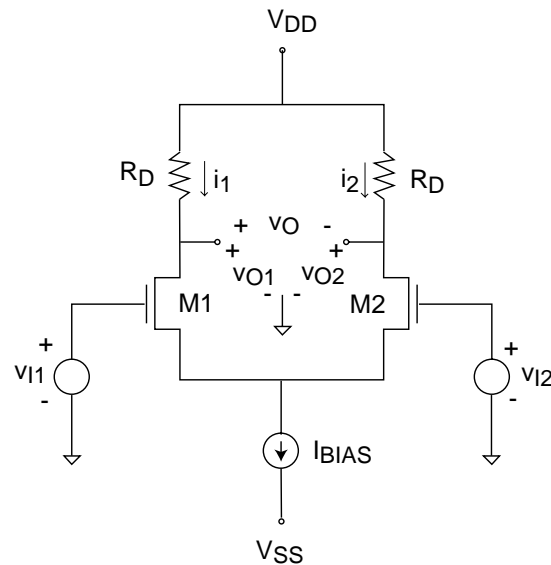 VDD
RD i1 i2 RD
+ vO -
+ +
vO1 vO2
- -
M1 M2
+ +
vI1 vI2
- -
IBIAS
VSS